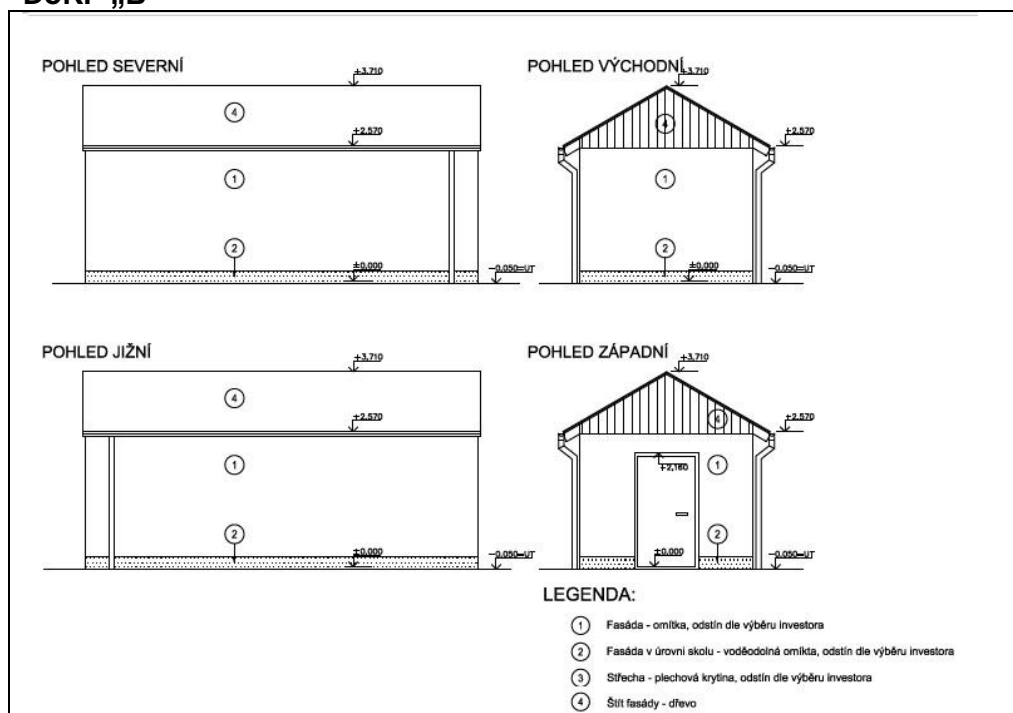 POHLED SEVERNÍ
+3,710
4
+2,570
1
2
±0,000
-0,050=UT
POHLED VÝCHODNÍ
+3,710
4
+2,570
1
2
±0,000
-0,050=UT
POHLED JIŽNÍ
+3,710
4
+2,570
1
2
±0,000
-0,050=UT
POHLED ZÁPADNÍ
+3,710
4
+2,570
+2,160
1
2
±0,000
-0,050=UT
LEGENDA:
1 Fasáda - omítka, odstín dle výběru investora
2 Fasáda v úrovni skolu - voděodolná omíkta, odstín dle výběru investora
3 Střecha - plechová krytina, odstín dle výběru investora
4 Štít fasády - dřevo